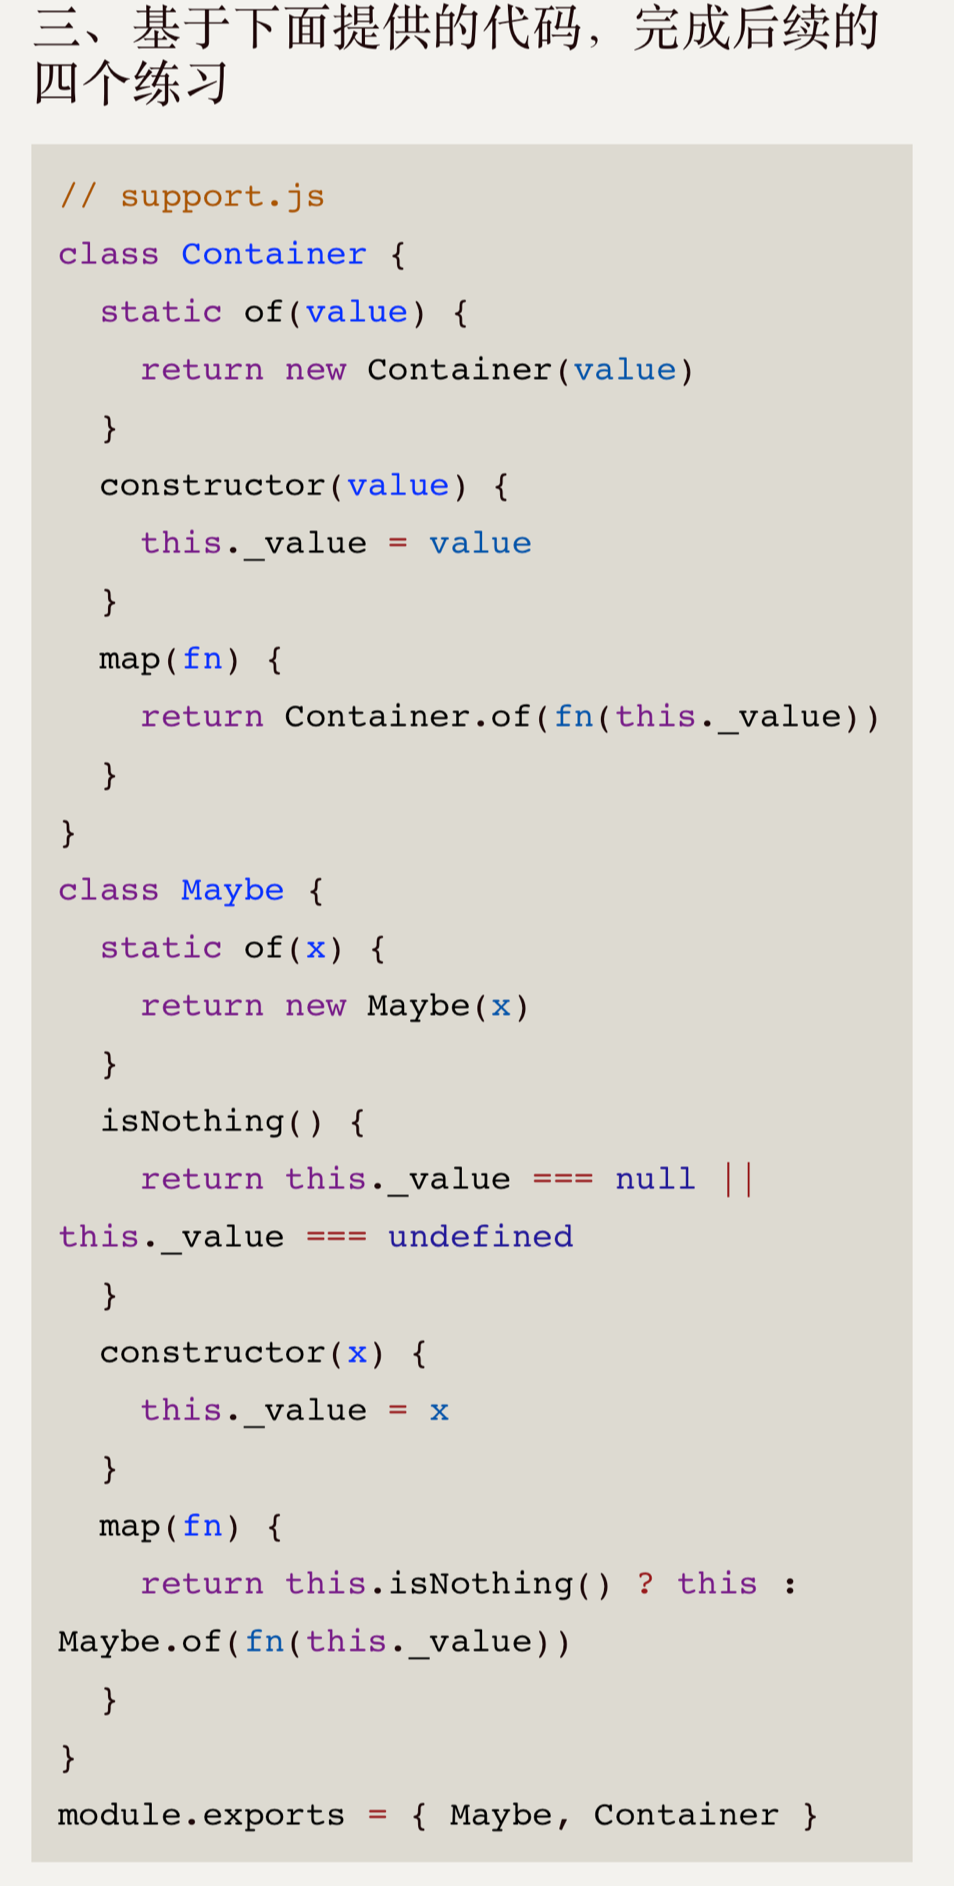 三、基于下面提供的代码，完成后续的
四个练习
// support.js
class Container {
  static of(value) {
    return new Container(value)
  }
  constructor(value) {
    this._value = value
  }
  map(fn) {
    return Container.of(fn(this._value))
  }
}
class Maybe {
  static of(x) {
    return new Maybe(x)
  }
  isNothing() {
    return this._value === null ||
this._value === undefined
  }
  constructor(x) {
    this._value = x
  }
  map(fn) {
    return this.isNothing() ? this :
Maybe.of(fn(this._value))
  }
}
module.exports = { Maybe, Container }